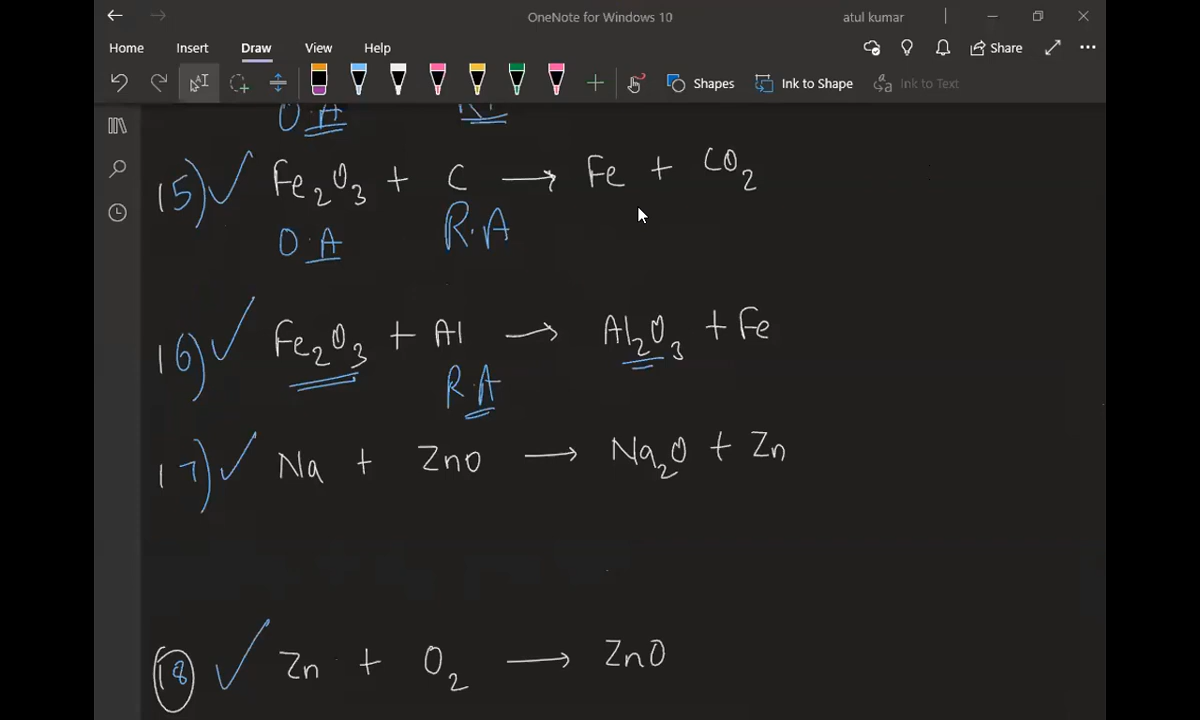 OneNote for Windows 10
atul kumar
Home Insert Draw View Help
Share
Shapes Ink to Shape Ink to Text
O.A
15) Fe2O3 + C → Fe + CO2
O.A R.A
16) Fe2O3 + Al → Al2O3 + Fe
R.A
17) Na + ZnO → Na2O + Zn
18 Zn + O2 → ZnO